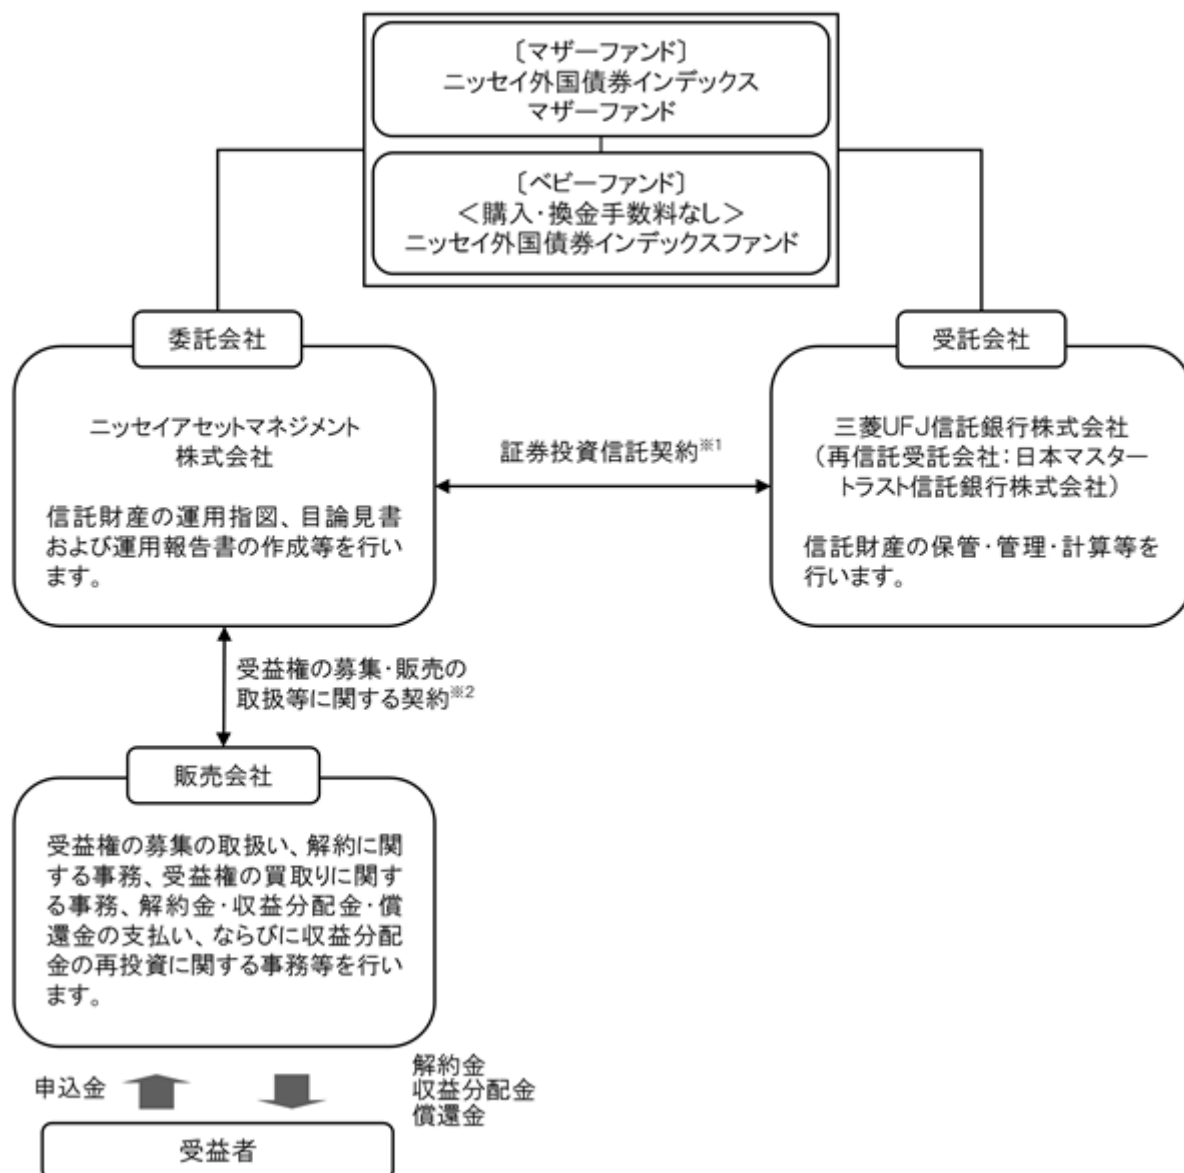 〔マザーファンド〕
ニッセイ外国債券インデックス
マザーファンド
〔ベビーファンド〕
＜購入・換金手数料なし＞
ニッセイ外国債券インデックスファンド
委託会社
ニッセイアセットマネジメント
株式会社
信託財産の運用指図、目論見書
および運用報告書の作成等を行い
ます。
証券投資信託契約※1
受託会社
三菱UFJ信託銀行株式会社
（再信託受託会社：日本マスター
トラスト信託銀行株式会社）
信託財産の保管・管理・計算等を
行います。
受益権の募集・販売の
取扱等に関する契約※2
販売会社
受益権の募集の取扱い、解約に関
する事務、受益権の買取りに関す
る事務、解約金・収益分配金・償
還金の支払い、ならびに収益分配
金の再投資に関する事務等を行い
ます。
申込金
解約金
収益分配金
償還金
受益者